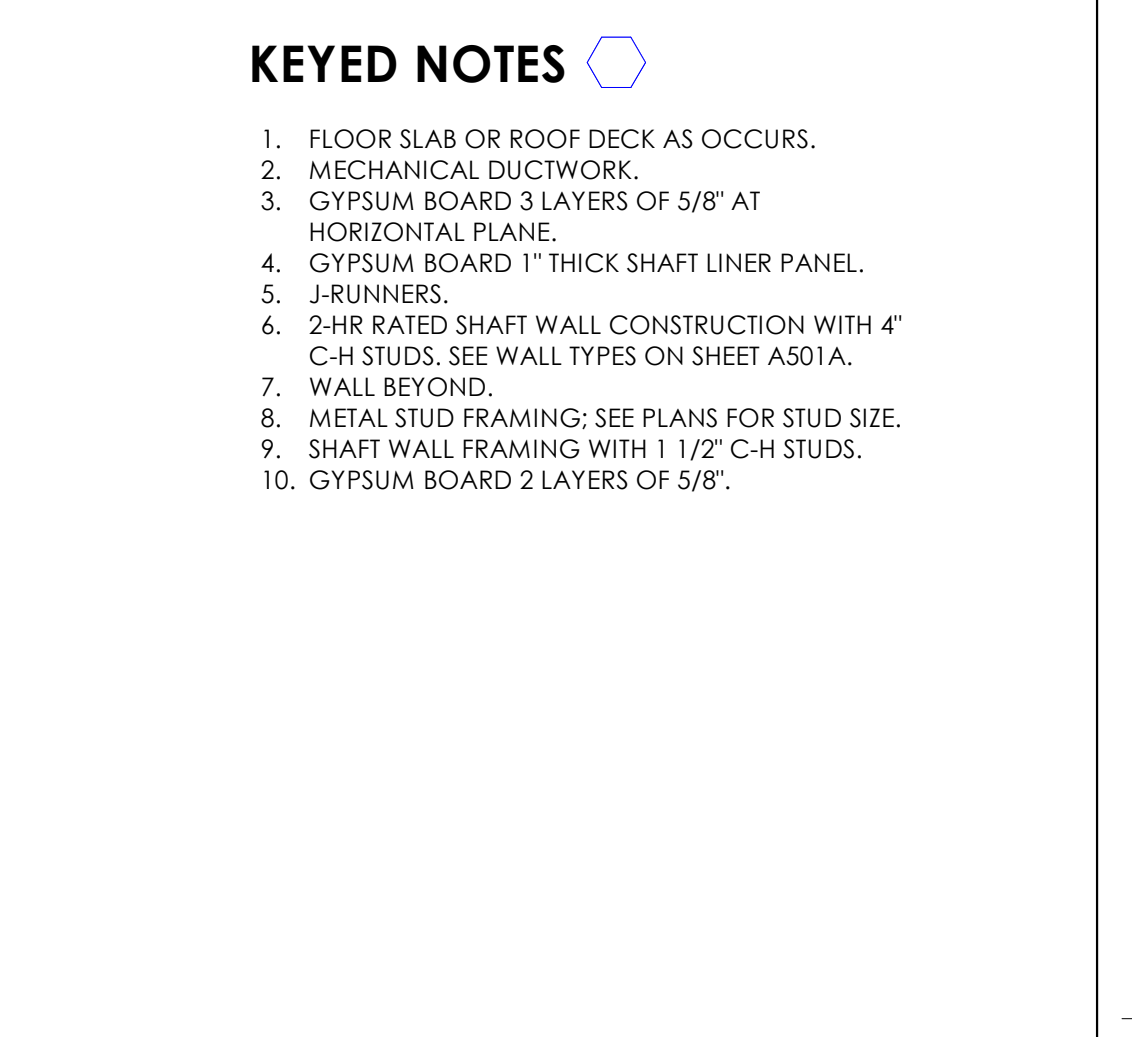 KEYED NOTES
1. FLOOR SLAB OR ROOF DECK AS OCCURS.
2. MECHANICAL DUCTWORK.
3. GYPSUM BOARD 3 LAYERS OF 5/8" AT
HORIZONTAL PLANE.
4. GYPSUM BOARD 1" THICK SHAFT LINER PANEL.
5. J-RUNNERS.
6. 2-HR RATED SHAFT WALL CONSTRUCTION WITH 4"
C-H STUDS. SEE WALL TYPES ON SHEET A501A.
7. WALL BEYOND.
8. METAL STUD FRAMING; SEE PLANS FOR STUD SIZE.
9. SHAFT WALL FRAMING WITH 1 1/2" C-H STUDS.
10. GYPSUM BOARD 2 LAYERS OF 5/8".